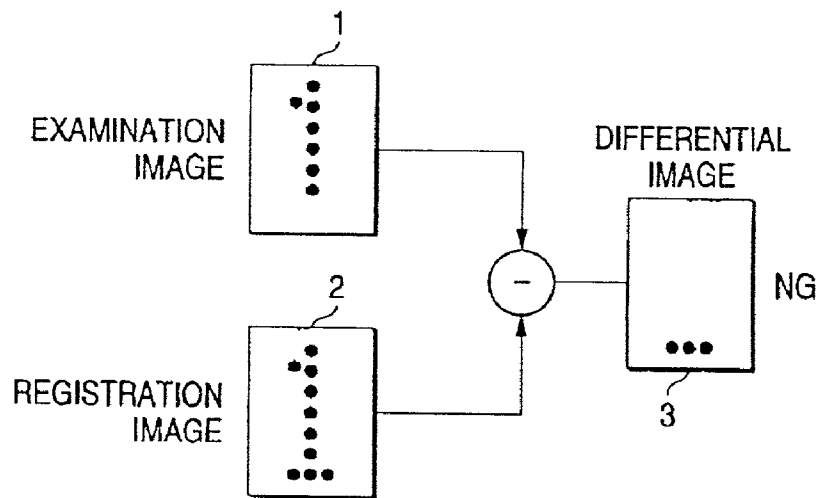 1
EXAMINATION
IMAGE
DIFFERENTIAL
IMAGE
−
NG
2
REGISTRATION
IMAGE
3